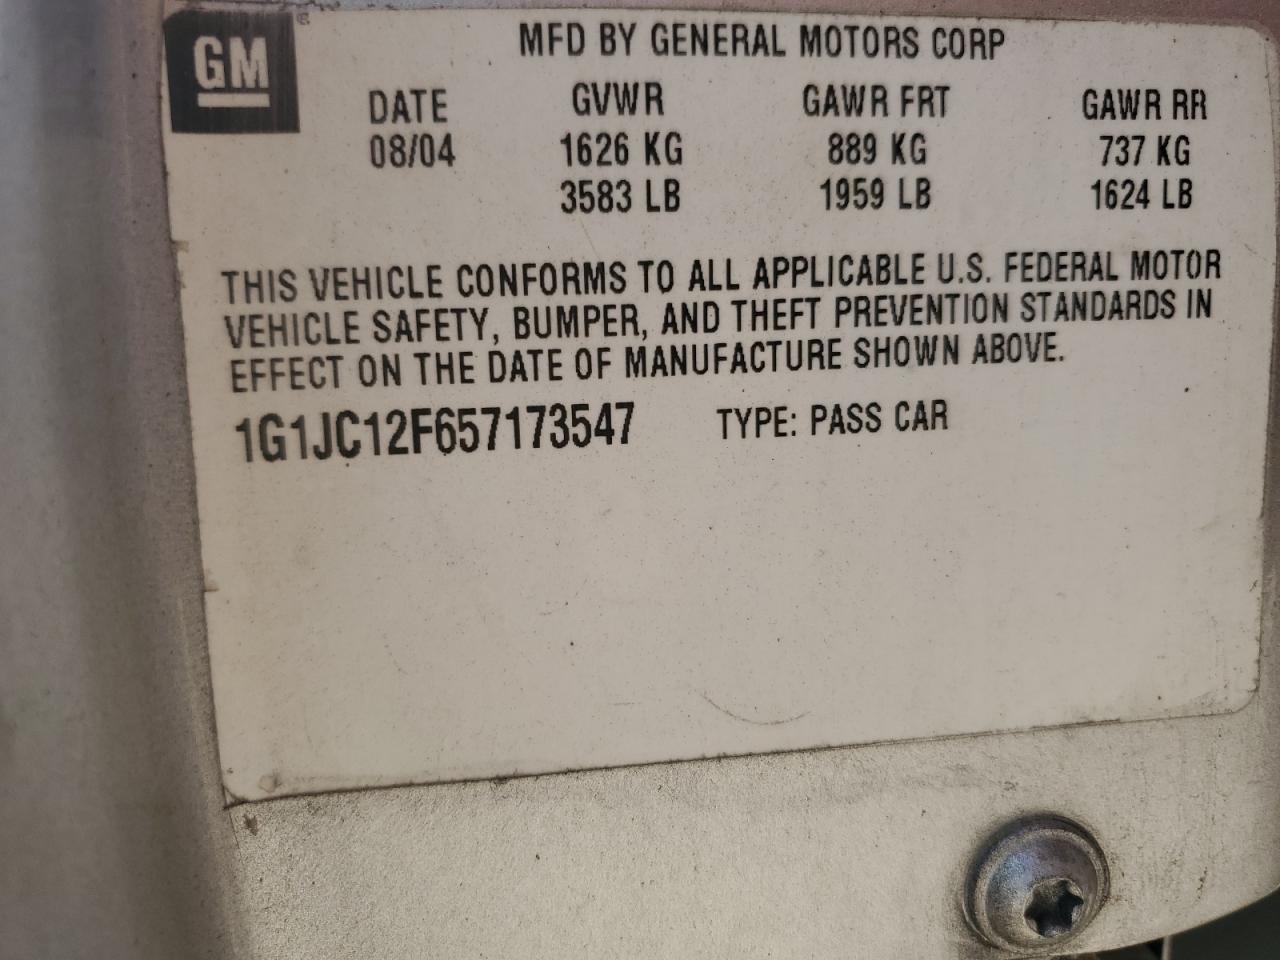 GM
MFD BY GENERAL MOTORS CORP
DATE GVWR GAWR FRT GAWR RR
08/04 1626 KG 889 KG 737 KG
3583 LB 1959 LB 1624 LB
THIS VEHICLE CONFORMS TO ALL APPLICABLE U.S. FEDERAL MOTOR
VEHICLE SAFETY, BUMPER, AND THEFT PREVENTION STANDARDS IN
EFFECT ON THE DATE OF MANUFACTURE SHOWN ABOVE.
1G1JC12F657173547 TYPE: PASS CAR